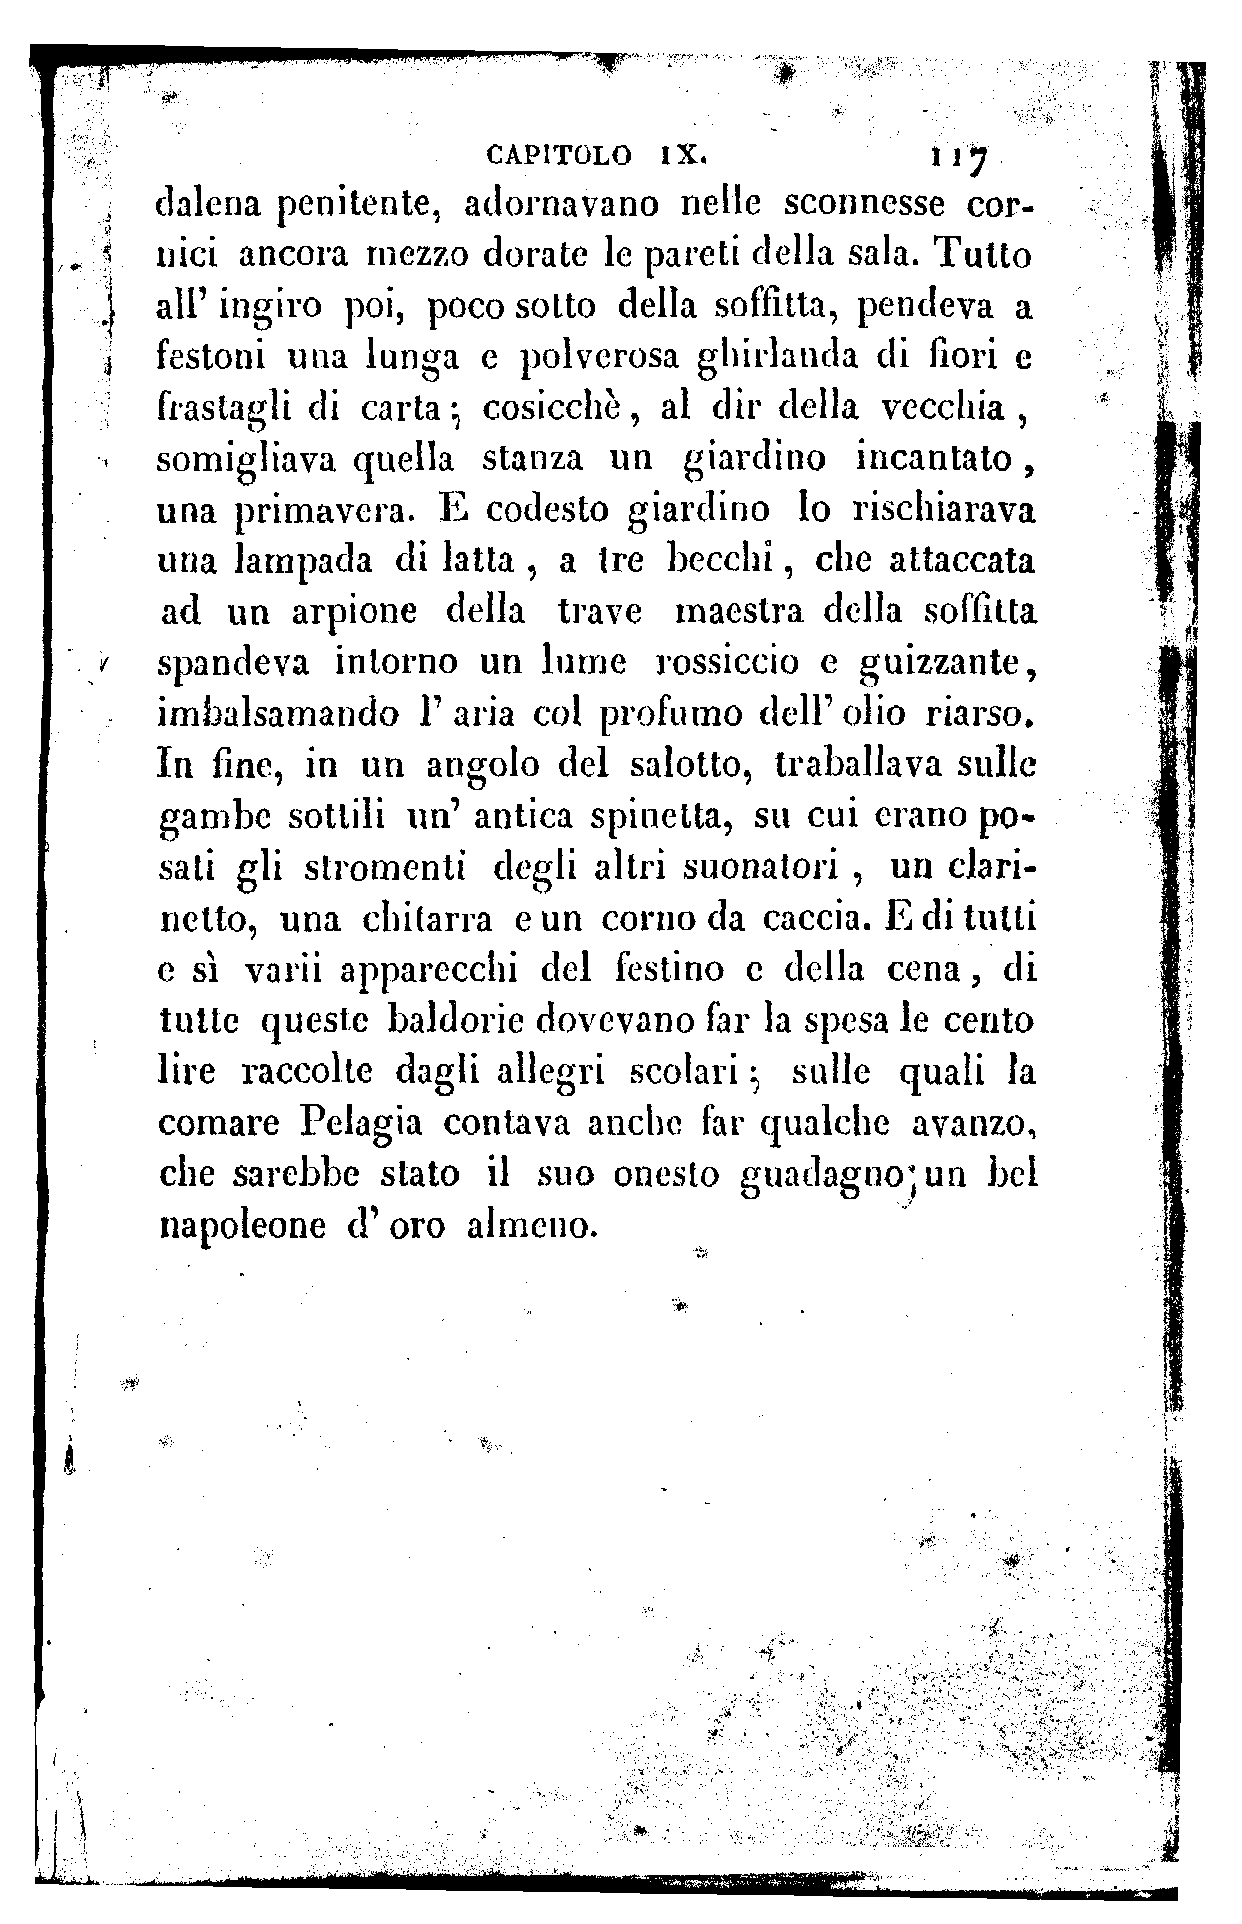 CAPITOLO IX. 117
dalena penitente, adornavano nelle sconnesse cor-
nici ancora mezzo dorate le pareti della sala. Tutto
all' ingiro poi, poco sotto della soffitta, pendeva a
festoni una lunga e polverosa ghirlanda di fiori e
frastagli di carta; cosicchè, al dir della vecchia,
somigliava quella stanza un giardino incantato,
una primavera. E codesto giardino lo rischiarava
una lampada di latta, a tre becchi, che attaccata
ad un arpione della trave maestra della soffitta
spandeva intorno un lume rossiccio e guizzante,
imbalsamando l' aria col profumo dell' olio riarso.
In fine, in un angolo del salotto, traballava sulle
gambe sottili un' antica spinetta, su cui erano po-
sati gli stromenti degli altri suonatori, un clari-
netto, una chitarra e un corno da caccia. E di tutti
e sì varii apparecchi del festino e della cena, di
tutte queste baldorie dovevano far la spesa le cento
lire raccolte dagli allegri scolari; sulle quali la
comare Pelagia contava anche far qualche avanzo,
che sarebbe stato il suo onesto guadagno; un bel
napoleone d' oro almeno.